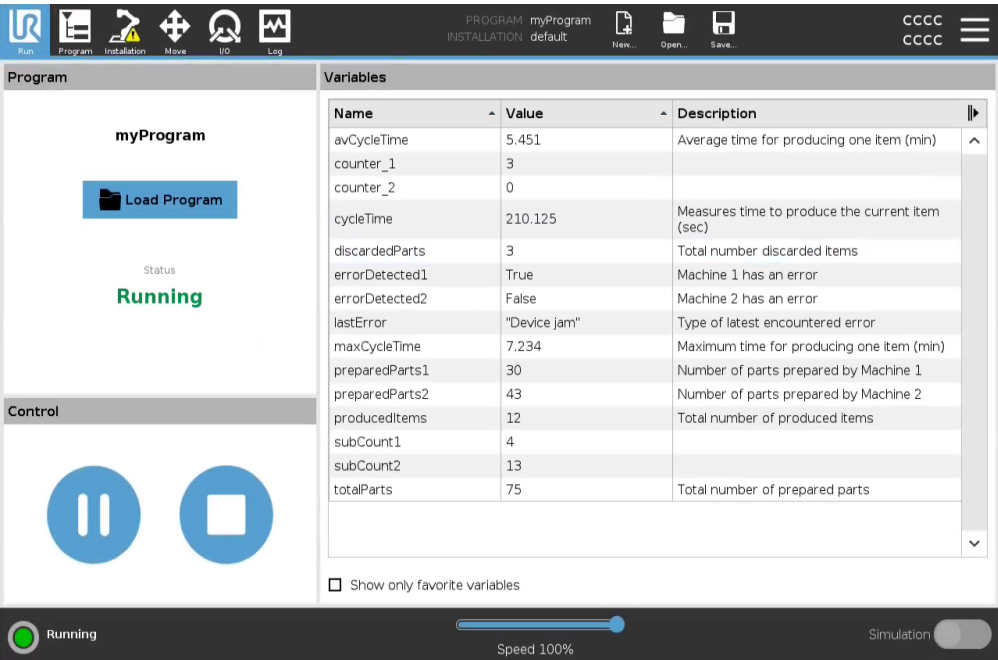 UR
Run
Program
Installation
Move
I/O
Log
PROGRAM myProgram
INSTALLATION default
New...
Open...
Save...
CCCC
CCCC
Program
myProgram
Load Program
Status
Running
Control
Variables
Name Value Description
avCycleTime 5.451 Average time for producing one item (min)
counter_1 3
counter_2 0
cycleTime 210.125 Measures time to produce the current item
(sec)
discardedParts 3 Total number discarded items
errorDetected1 True Machine 1 has an error
errorDetected2 False Machine 2 has an error
lastError "Device jam" Type of latest encountered error
maxCycleTime 7.234 Maximum time for producing one item (min)
preparedParts1 30 Number of parts prepared by Machine 1
preparedParts2 43 Number of parts prepared by Machine 2
producedItems 12 Total number of produced items
subCount1 4
subCount2 13
totalParts 75 Total number of prepared parts
Show only favorite variables
Running
Speed 100%
Simulation